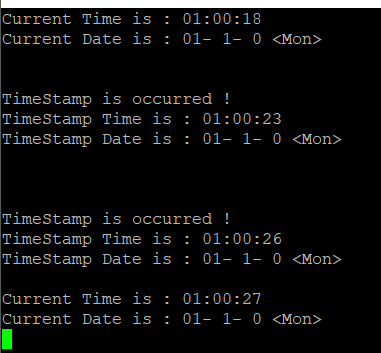 Current Time is : 01:00:18
Current Date is : 01- 1- 0 <Mon>
TimeStamp is occurred !
TimeStamp Time is : 01:00:23
TimeStamp Date is : 01- 1- 0 <Mon>
TimeStamp is occurred !
TimeStamp Time is : 01:00:26
TimeStamp Date is : 01- 1- 0 <Mon>
Current Time is : 01:00:27
Current Date is : 01- 1- 0 <Mon>